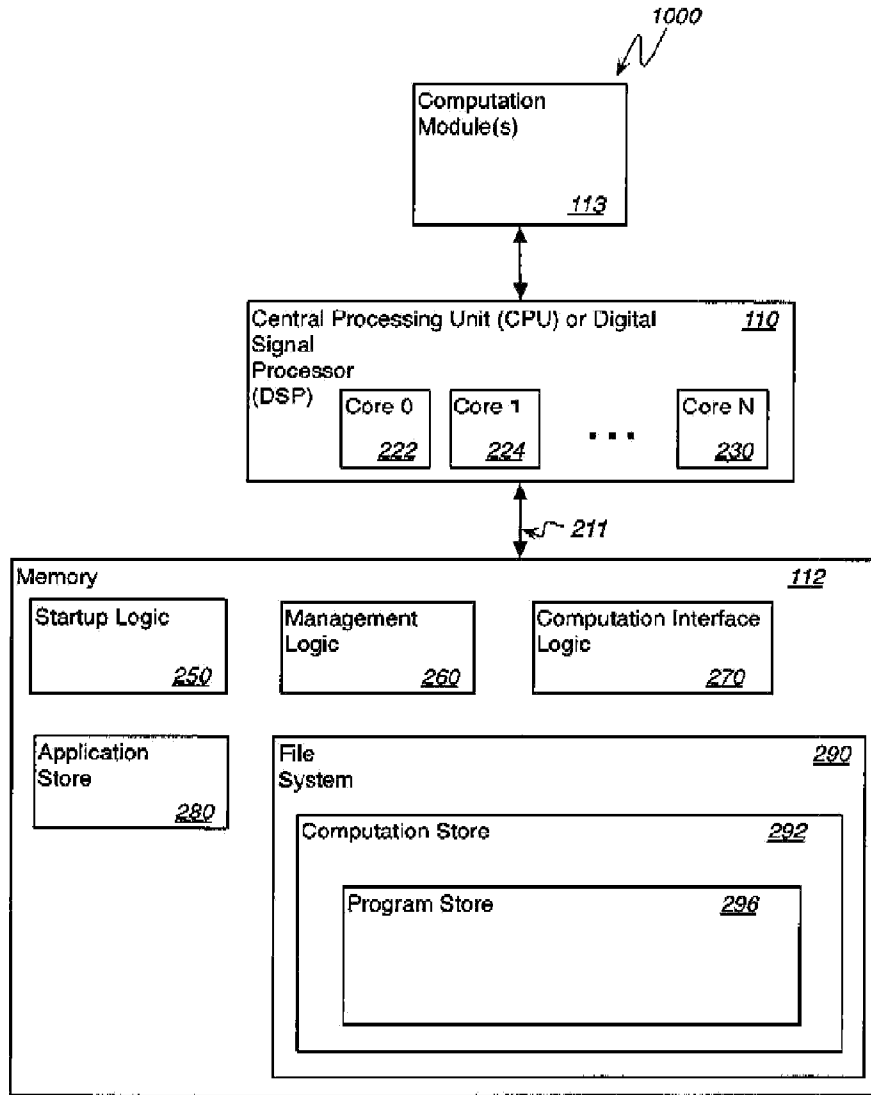 1000
Computation
Module(s)
113
Central Processing Unit (CPU) or Digital
Signal
Processor
(DSP)
110
Core 0
222
Core 1
224
...
Core N
230
211
Memory
112
Startup Logic
250
Management
Logic
260
Computation Interface
Logic
270
Application
Store
280
File
System
290
Computation Store
292
Program Store
296